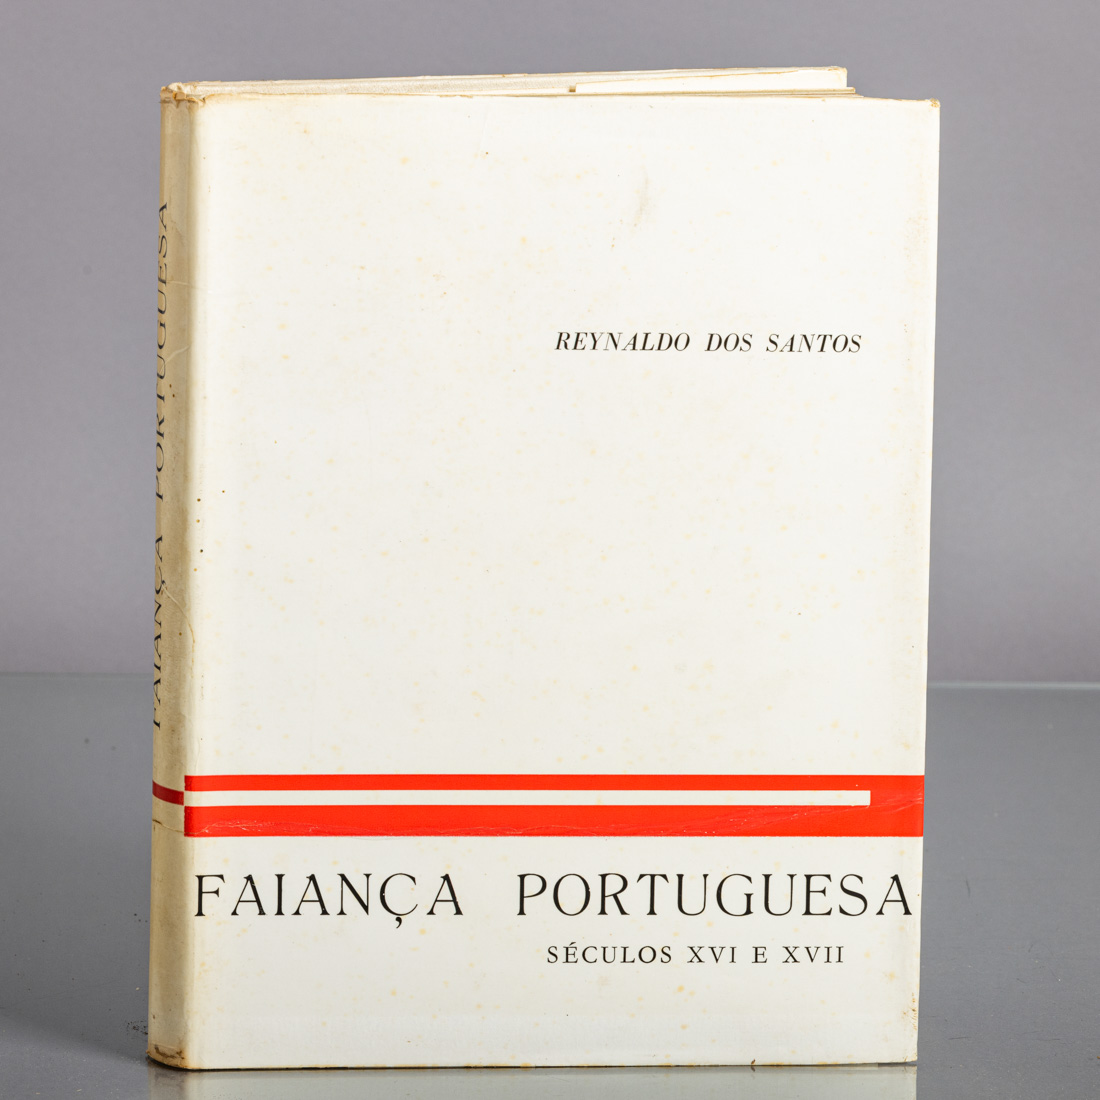 FAIANÇA PORTUGUESA
REYNALDO DOS SANTOS
FAIANÇA PORTUGUESA
SÉCULOS XVI E XVII